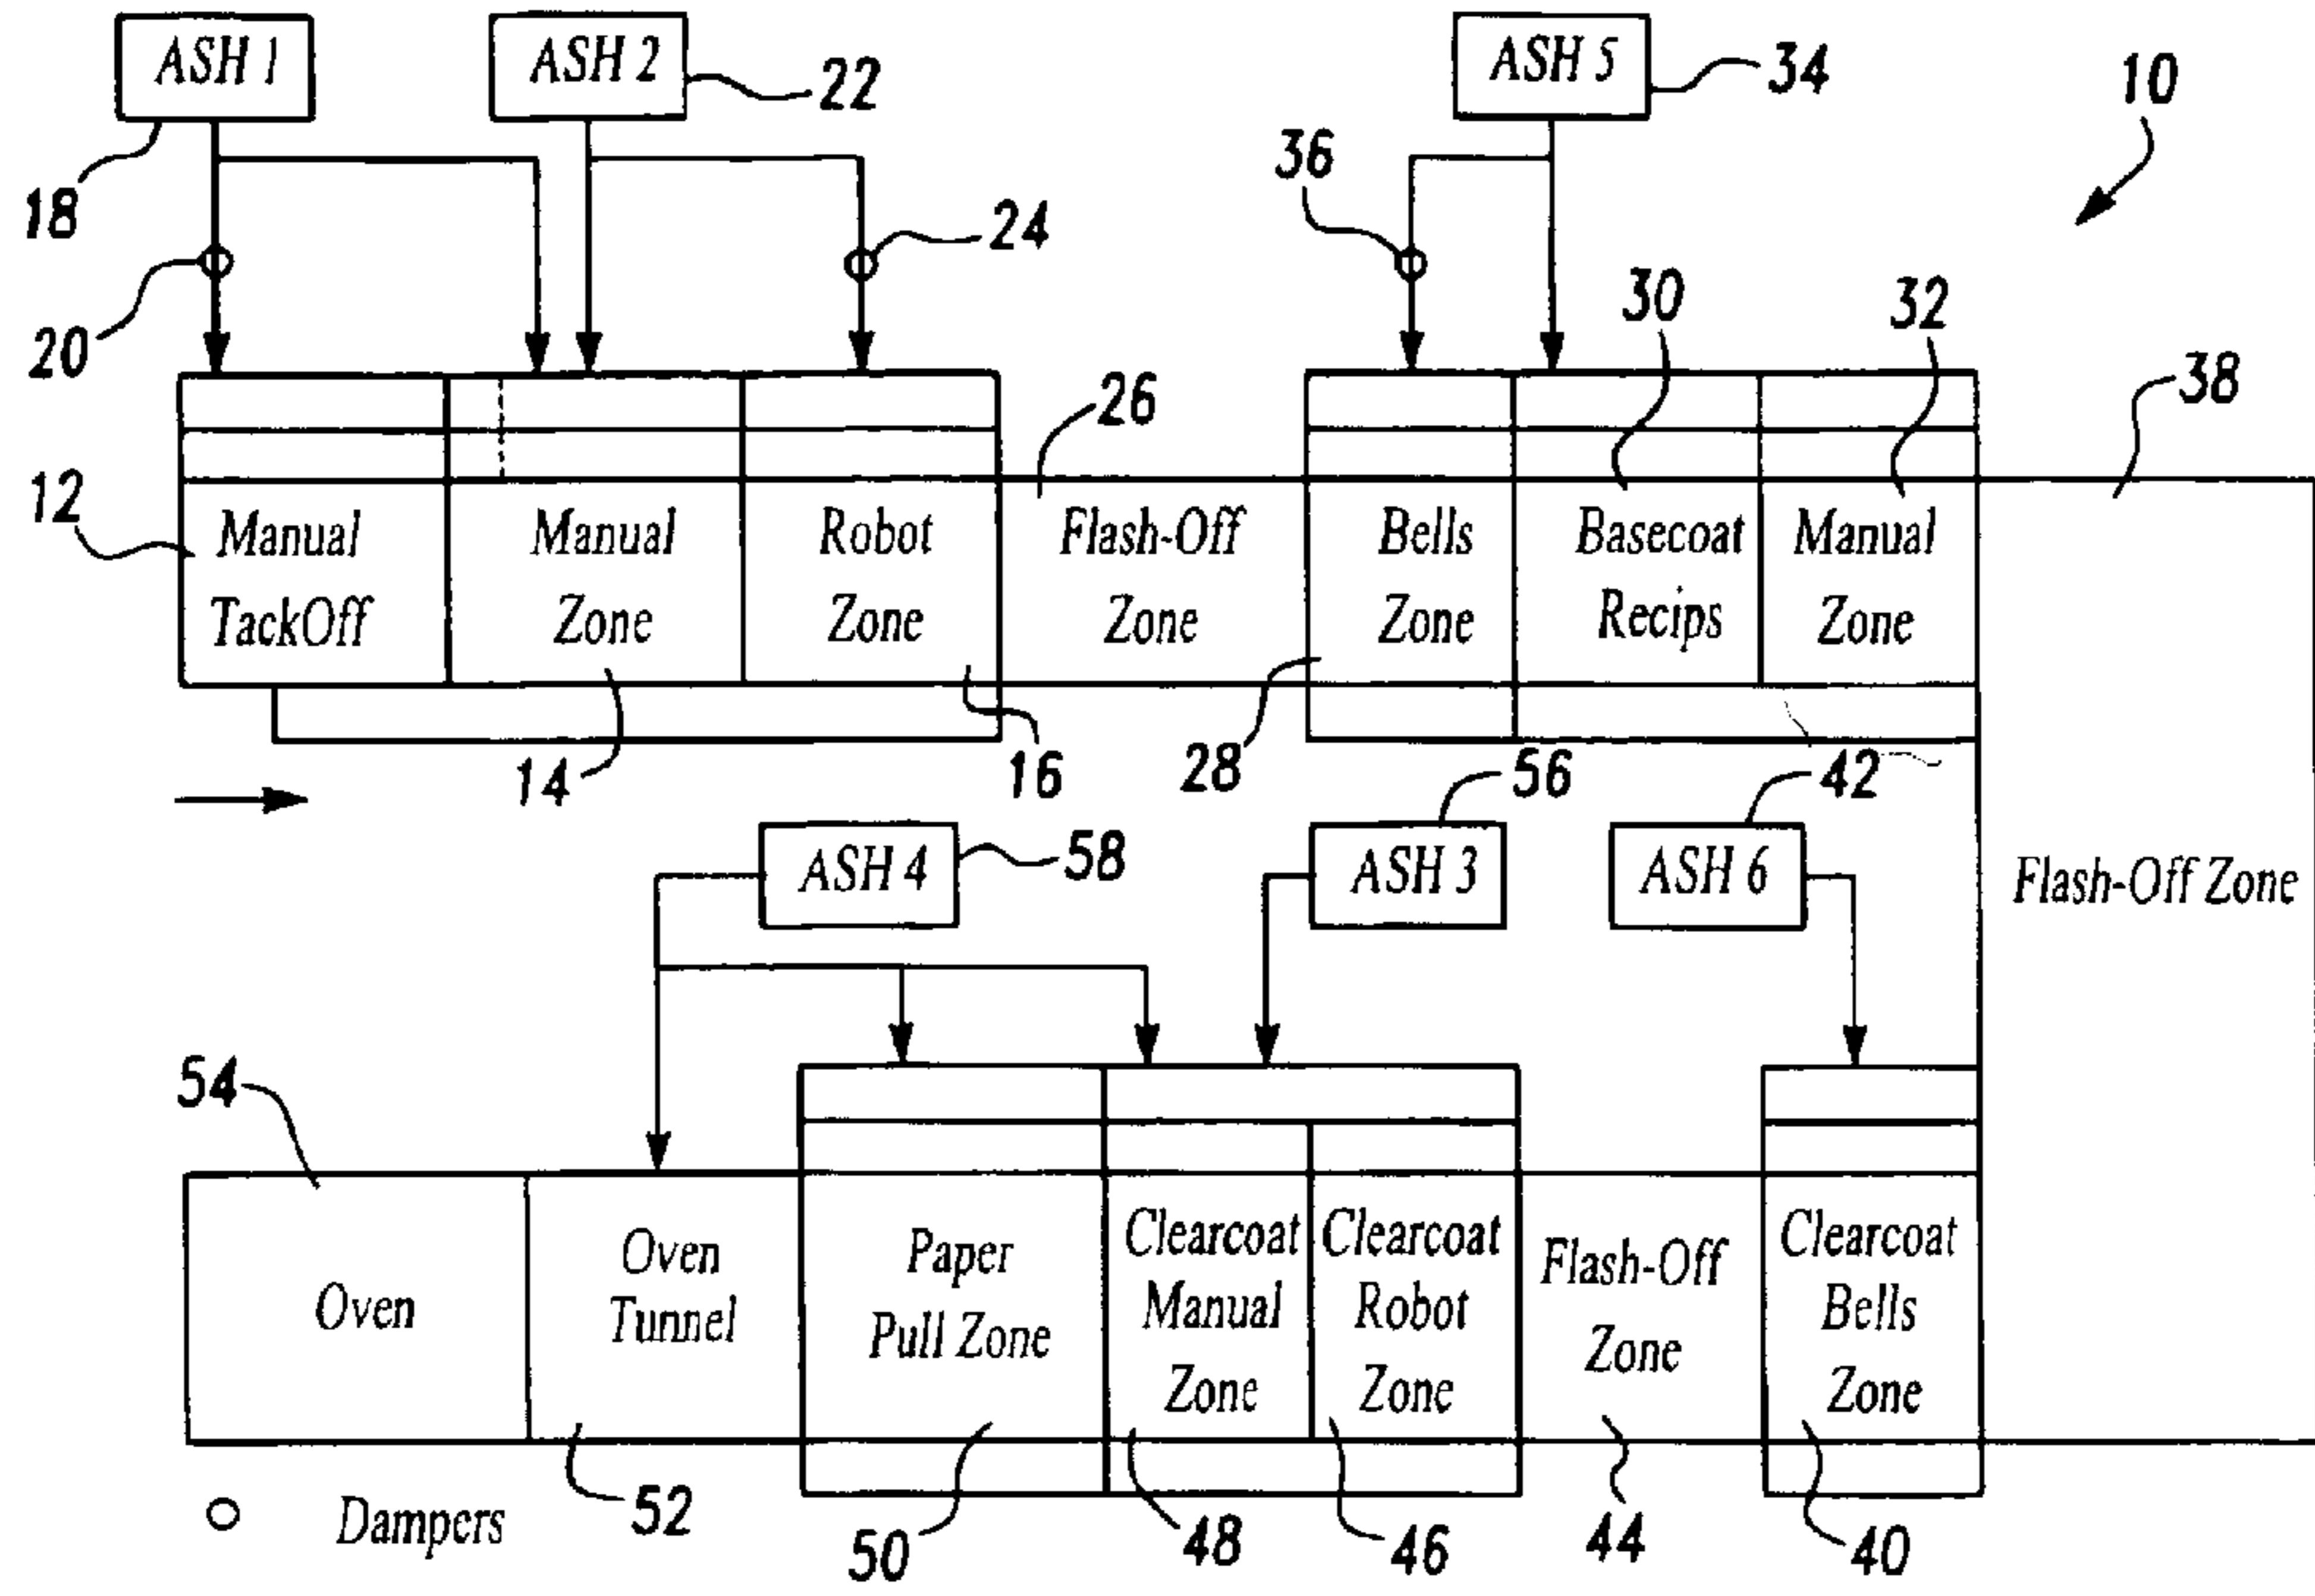 ASH 1
ASH 2
22
ASH 5
34
10
18
36
24
20
30
32
38
26
12
Manual
TackOff
Manual
Zone
Robot
Zone
Flash-Off
Zone
Bells
Zone
Basecoat
Recips
Manual
Zone
14
16
28
56
42
ASH 4
58
ASH 3
ASH 6
Flash-Off Zone
54
Oven
Oven
Tunnel
Paper
Pull Zone
Clearcoat
Manual
Zone
Clearcoat
Robot
Zone
Flash-Off
Zone
Clearcoat
Bells
Zone
Dampers
52
50
48
46
44
40